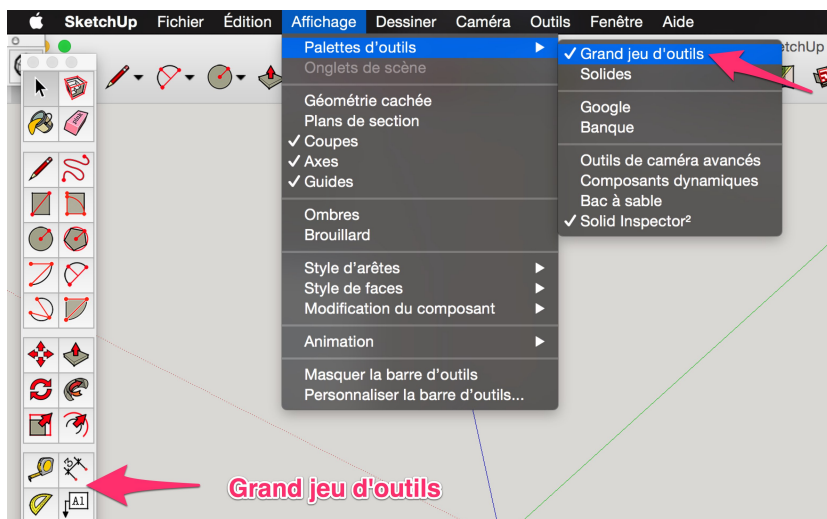 SketchUp Fichier Édition Affichage Dessiner Caméra Outils Fenêtre Aide
tchUp
Palettes d'outils
Onglets de scène
Géométrie cachée
Plans de section
✓ Coupes
✓ Axes
✓ Guides
Ombres
Brouillard
Style d'arêtes
Style de faces
Modification du composant
Animation
Masquer la barre d'outils
Personnaliser la barre d'outils...
✓ Grand jeu d'outils
Solides
Google
Banque
Outils de caméra avancés
Composants dynamiques
Bac à sable
✓ Solid Inspector²
A1
Grand jeu d'outils